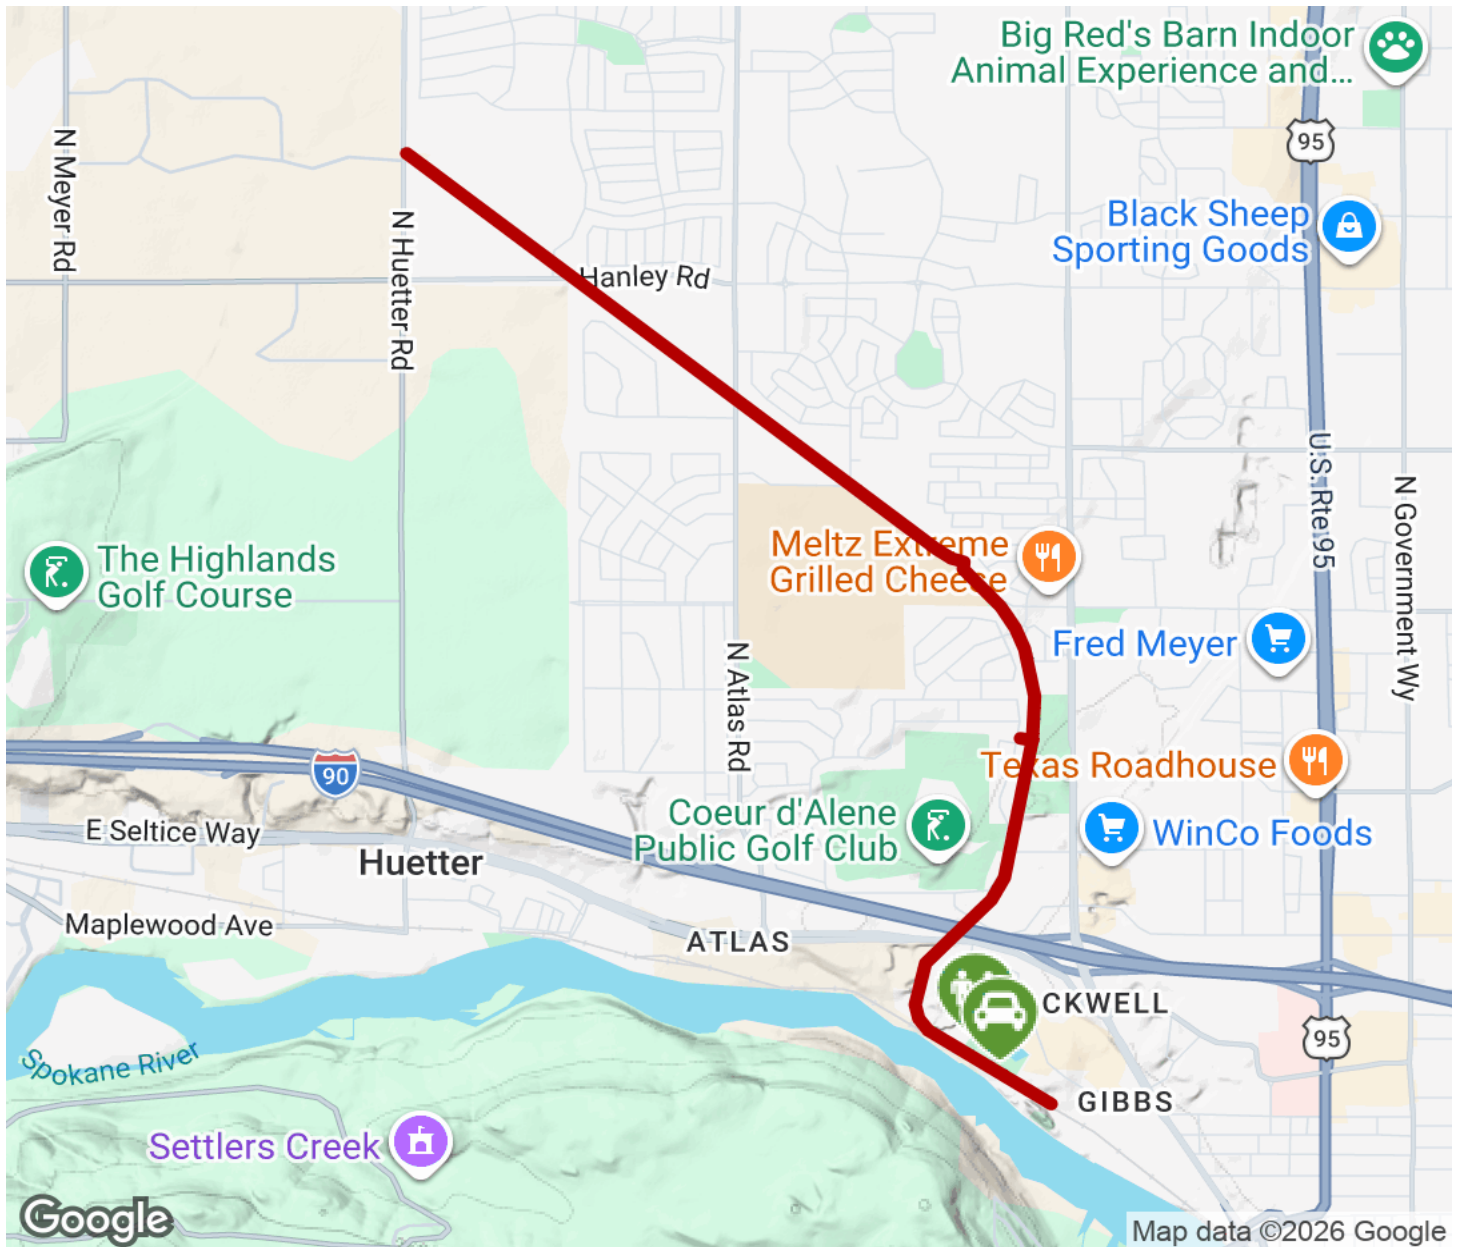 Big Red's Barn Indoor
Animal Experience and...
95
N Meyer Rd
N Huetter Rd
Black Sheep
Sporting Goods
Hanley Rd
U.S. Rte 95
N Government Wy
Meltz Extreme
Grilled Cheese
The Highlands
Golf Course
Fred Meyer
N Atlas Rd
90
Texas Roadhouse
Coeur d'Alene
Public Golf Club
WinCo Foods
E Seltice Way
Huetter
Maplewood Ave
ATLAS
CKWELL
95
Spokane River
GIBBS
Settlers Creek
Google
Map data ©2026 Google